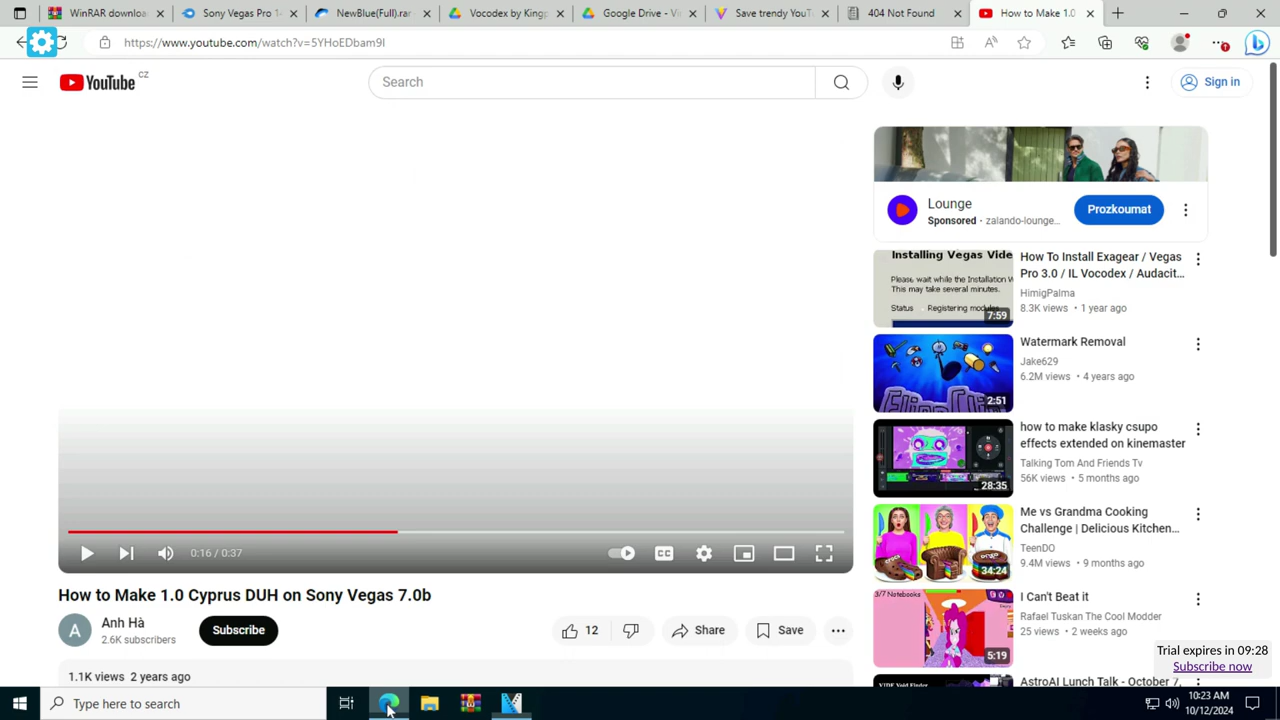 WinRAR downloa
Sony Vegas Pro 1
NewBlue(Full).rar
Vocodex by King
Google Drive - Vi
Save trendy YouT
404 Not Found
How to Make 1.0
https://www.youtube.com/watch?v=5YHoEDbam9I
YouTube CZ
Search
Sign in
Lounge
Sponsored • zalando-lounge...
Prozkoumat
Installing Vegas Vide
Please, wait while the Installation W
This may take several minutes.
Status
Registering modules
7:59
How To Install Exagear / Vegas
Pro 3.0 / IL Vocodex / Audacit...
HimigPalma
8.3K views • 1 year ago
2:51
Watermark Removal
Jake629
6.2M views • 4 years ago
28:35
how to make klasky csupo
effects extended on kinemaster
Talking Tom And Friends Tv
56K views • 5 months ago
34:24
Me vs Grandma Cooking
Challenge | Delicious Kitchen...
TeenDO
9.4M views • 9 months ago
3/7 Notebooks
5:19
I Can't Beat it
Rafael Tuskan The Cool Modder
25 views • 2 weeks ago
AstroAI Lunch Talk - October 7,
0:16 / 0:37
CC
How to Make 1.0 Cyprus DUH on Sony Vegas 7.0b
A
Anh Hà
2.6K subscribers
Subscribe
12
Share
Save
1.1K views 2 years ago
Trial expires in 09:28
Subscribe now
Type here to search
10:23 AM
10/12/2024